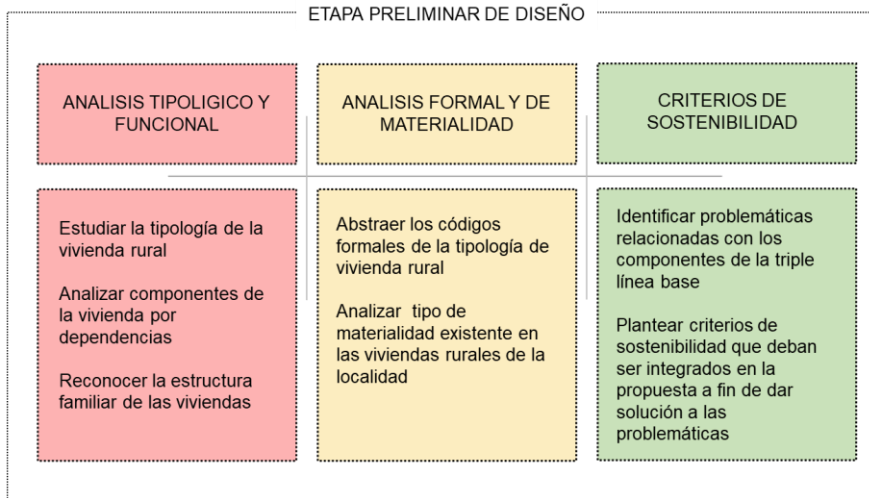 ETAPA PRELIMINAR DE DISEÑO
ANALISIS TIPOLIGICO Y
FUNCIONAL
ANALISIS FORMAL Y DE
MATERIALIDAD
CRITERIOS DE
SOSTENIBILIDAD
Estudiar la tipología de la
vivienda rural
Analizar componentes de
la vivienda por
dependencias
Reconocer la estructura
familiar de las viviendas
Abstraer los códigos
formales de la tipología de
vivienda rural
Analizar tipo de
materialidad existente en
las viviendas rurales de la
localidad
Identificar problemáticas
relacionadas con los
componentes de la triple
línea base
Plantear criterios de
sostenibilidad que deban
ser integrados en la
propuesta a fin de dar
solución a las
problemáticas